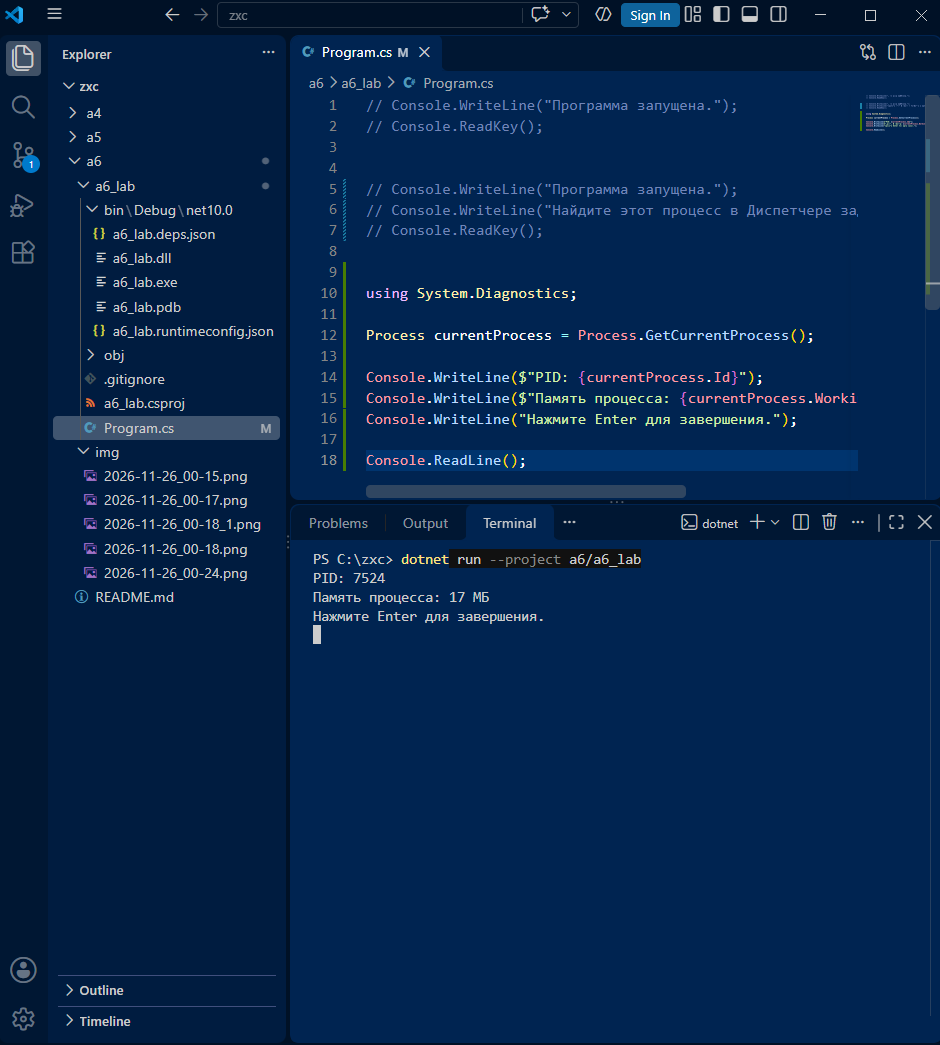 zxc
Sign In
Explorer
zxc
a4
a5
a6
a6_lab
bin\Debug\net10.0
{} a6_lab.deps.json
a6_lab.dll
a6_lab.exe
a6_lab.pdb
{} a6_lab.runtimeconfig.json
obj
.gitignore
a6_lab.csproj
Program.cs M
img
2026-11-26_00-15.png
2026-11-26_00-17.png
2026-11-26_00-18_1.png
2026-11-26_00-18.png
2026-11-26_00-24.png
README.md
Outline
Timeline
1
Program.cs M
a6 > a6_lab > Program.cs
1 // Console.WriteLine("Программа запущена.");
2 // Console.ReadKey();
3
4
5 // Console.WriteLine("Программа запущена.");
6 // Console.WriteLine("Найдите этот процесс в Диспетчере за
7 // Console.ReadKey();
8
9
10 using System.Diagnostics;
11
12 Process currentProcess = Process.GetCurrentProcess();
13
14 Console.WriteLine($"PID: {currentProcess.Id}");
15 Console.WriteLine($"Память процесса: {currentProcess.Worki
16 Console.WriteLine("Нажмите Enter для завершения.");
17
18 Console.ReadLine();
Problems Output Terminal
dotnet
PS C:\zxc> dotnet run --project a6/a6_lab
PID: 7524
Память процесса: 17 МБ
Нажмите Enter для завершения.